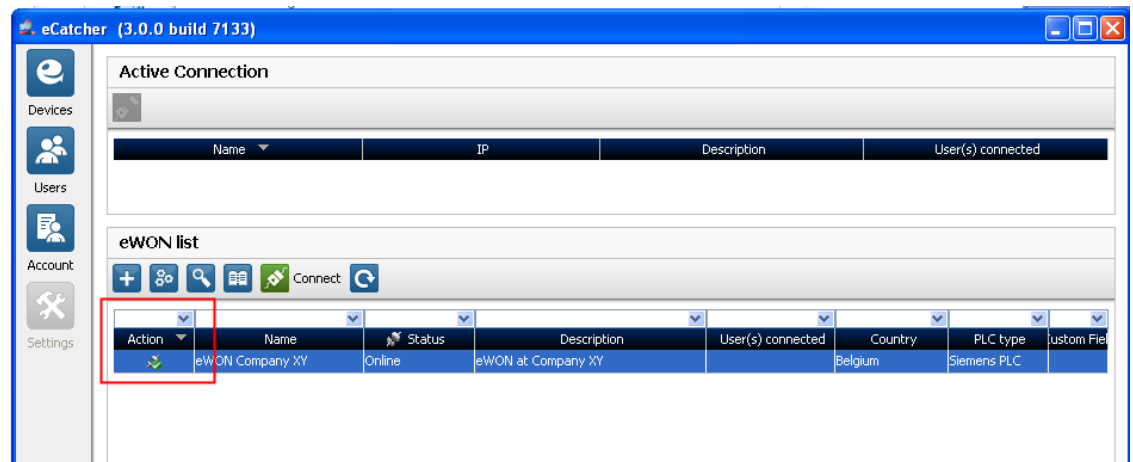 eCatcher (3.0.0 build 7133)
Devices
Users
Account
Settings
Active Connection
Name IP Description User(s) connected
eWON list
Connect
Action Name Status Description User(s) connected Country PLC type Custom Fiel
eWON Company XY Online eWON at Company XY Belgium Siemens PLC